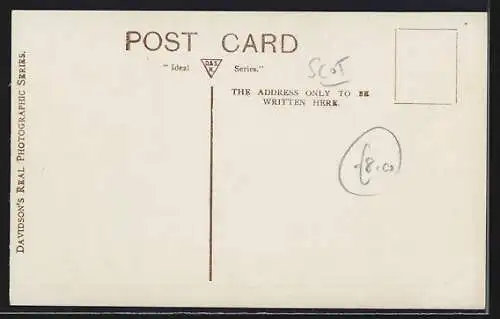 POST CARD
"Ideal D&S K Series."
SCOT
THE ADDRESS ONLY TO BE
WRITTEN HERE.
£8.00
DAVIDSON'S REAL PHOTOGRAPHIC SERIES.